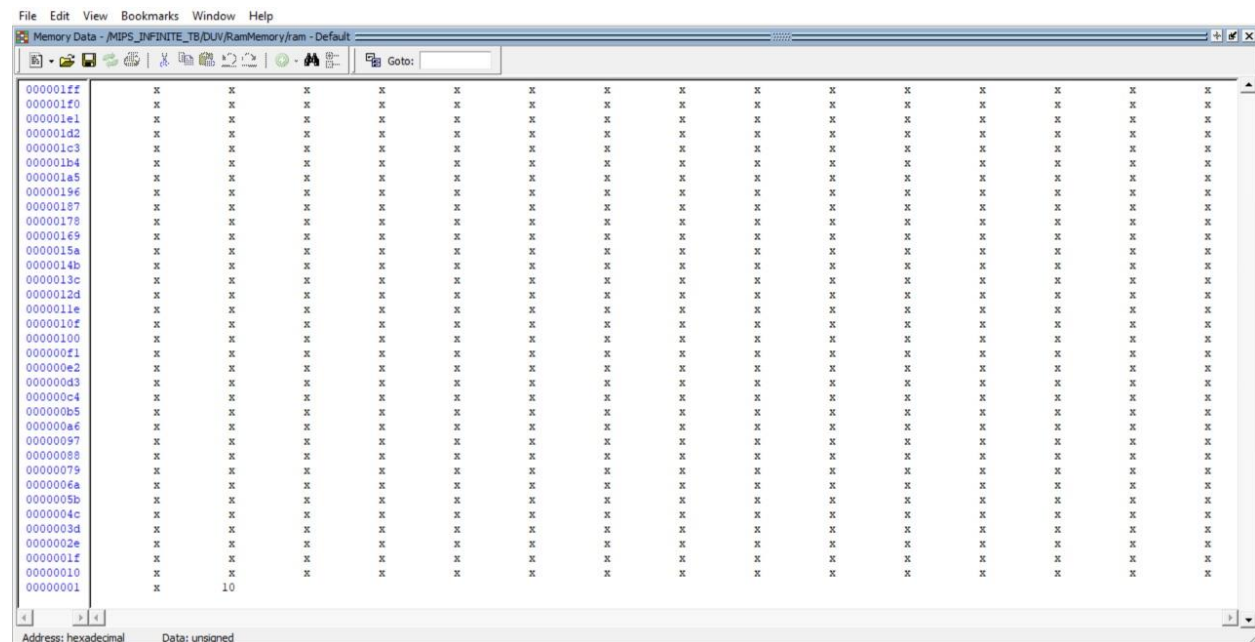 File Edit View Bookmarks Window Help
Memory Data - /MIPS_INFINITE_TB/DUV/RamMemory/ram - Default
Goto:
000001ff x x x x x x x x x x x x x x x
000001f0 x x x x x x x x x x x x x x x
000001e1 x x x x x x x x x x x x x x x
000001d2 x x x x x x x x x x x x x x x
000001c3 x x x x x x x x x x x x x x x
000001b4 x x x x x x x x x x x x x x x
000001a5 x x x x x x x x x x x x x x x
00000196 x x x x x x x x x x x x x x x
00000187 x x x x x x x x x x x x x x x
00000178 x x x x x x x x x x x x x x x
00000169 x x x x x x x x x x x x x x x
0000015a x x x x x x x x x x x x x x x
0000014b x x x x x x x x x x x x x x x
0000013c x x x x x x x x x x x x x x x
0000012d x x x x x x x x x x x x x x x
0000011e x x x x x x x x x x x x x x x
0000010f x x x x x x x x x x x x x x x
00000100 x x x x x x x x x x x x x x x
000000f1 x x x x x x x x x x x x x x x
000000e2 x x x x x x x x x x x x x x x
000000d3 x x x x x x x x x x x x x x x
000000c4 x x x x x x x x x x x x x x x
000000b5 x x x x x x x x x x x x x x x
000000a6 x x x x x x x x x x x x x x x
00000097 x x x x x x x x x x x x x x x
00000088 x x x x x x x x x x x x x x x
00000079 x x x x x x x x x x x x x x x
0000006a x x x x x x x x x x x x x x x
0000005b x x x x x x x x x x x x x x x
0000004c x x x x x x x x x x x x x x x
0000003d x x x x x x x x x x x x x x x
0000002e x x x x x x x x x x x x x x x
0000001f x x x x x x x x x x x x x x x
00000010 x x x x x x x x x x x x x x x
00000001 x 10
Address: hexadecimal Data: unsigned